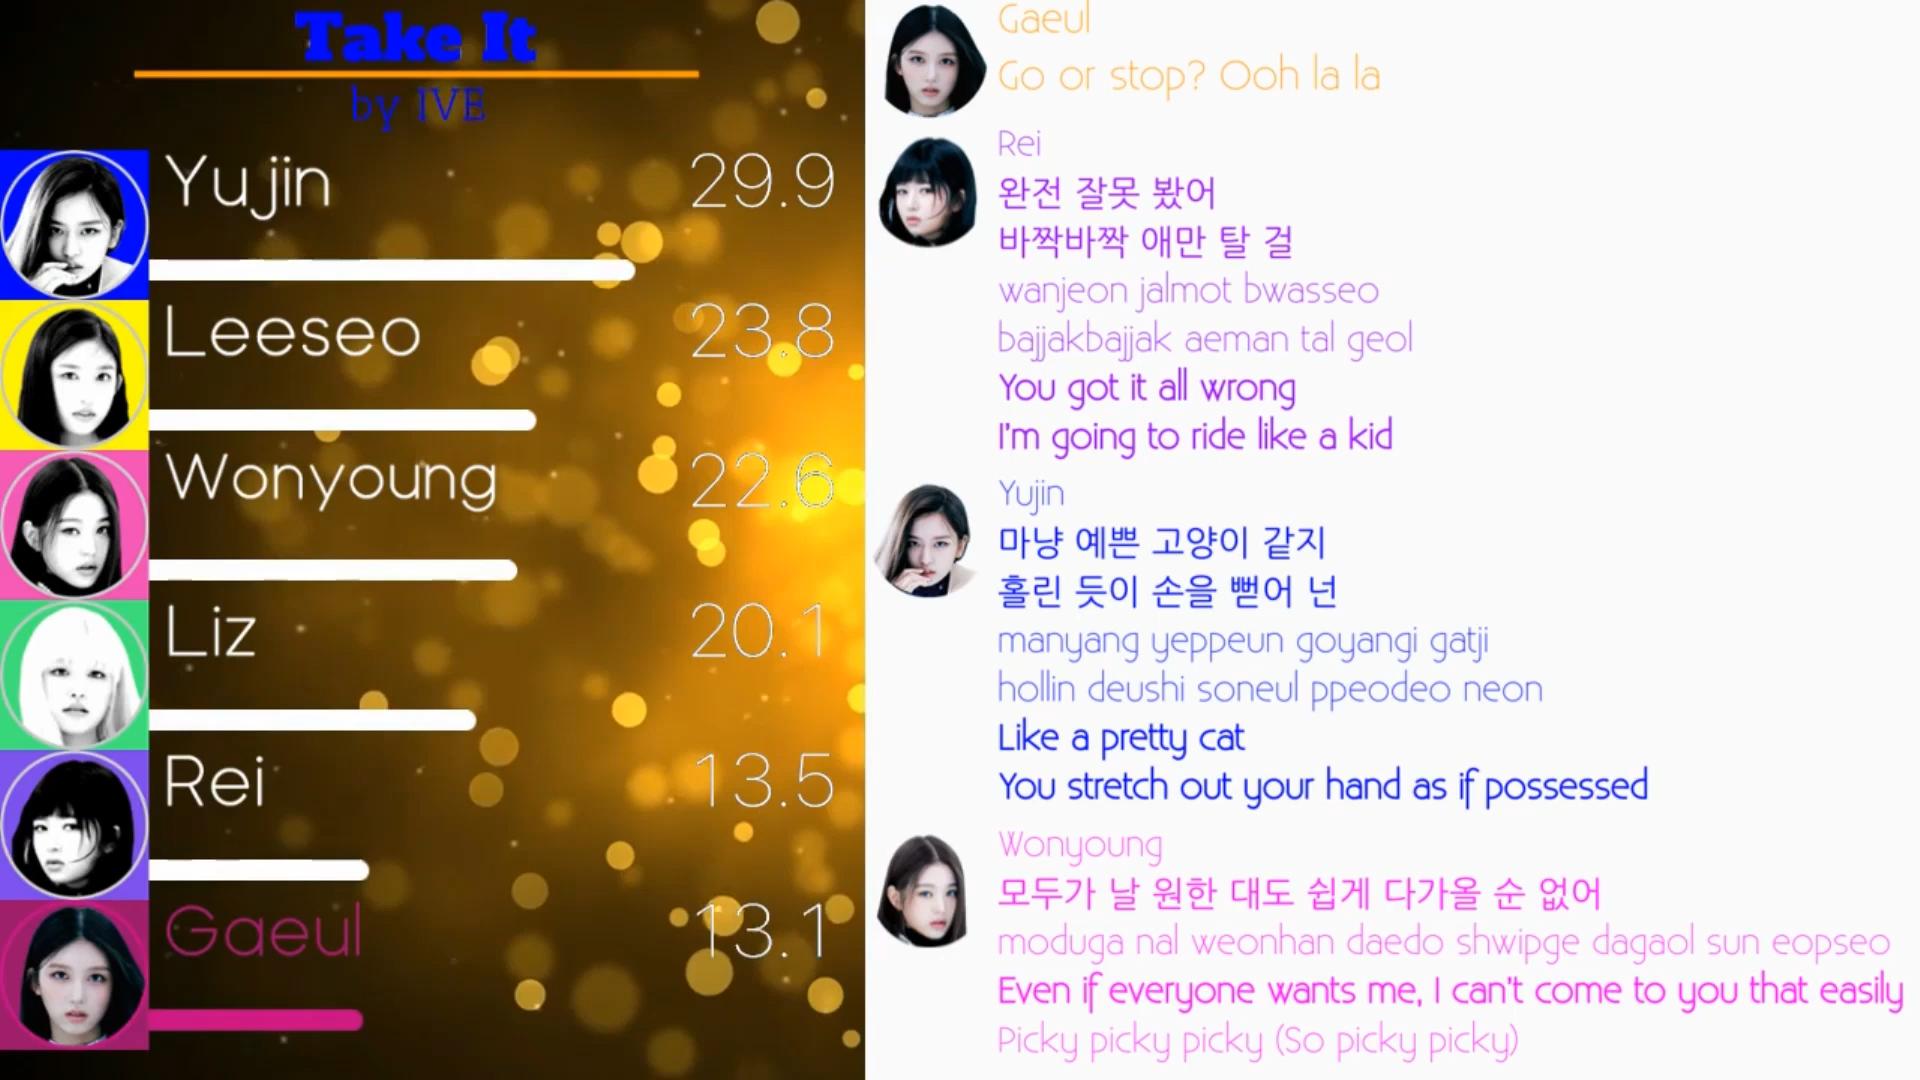 Take It
by IVE
Yujin 29.9
Leeseo 23.8
Wonyoung 22.6
Liz 20.1
Rei 13.5
Gaeul 13.1
Gaeul
Go or stop? Ooh la la
Rei
완전 잘못 봤어
바짝바짝 애만 탈 걸
wanjeon jalmot bwasseo
bajjakbajjak aeman tal geol
You got it all wrong
I'm going to ride like a kid
Yujin
마냥 예쁜 고양이 같지
홀린 듯이 손을 뻗어 넌
manyang yeppeun goyangi gatji
hollin deushi soneul ppeodeo neon
Like a pretty cat
You stretch out your hand as if possessed
Wonyoung
모두가 날 원한 대도 쉽게 다가올 순 없어
moduga nal weonhan daedo shwipge dagaol sun eopseo
Even if everyone wants me, I can't come to you that easily
Picky picky picky (So picky picky)